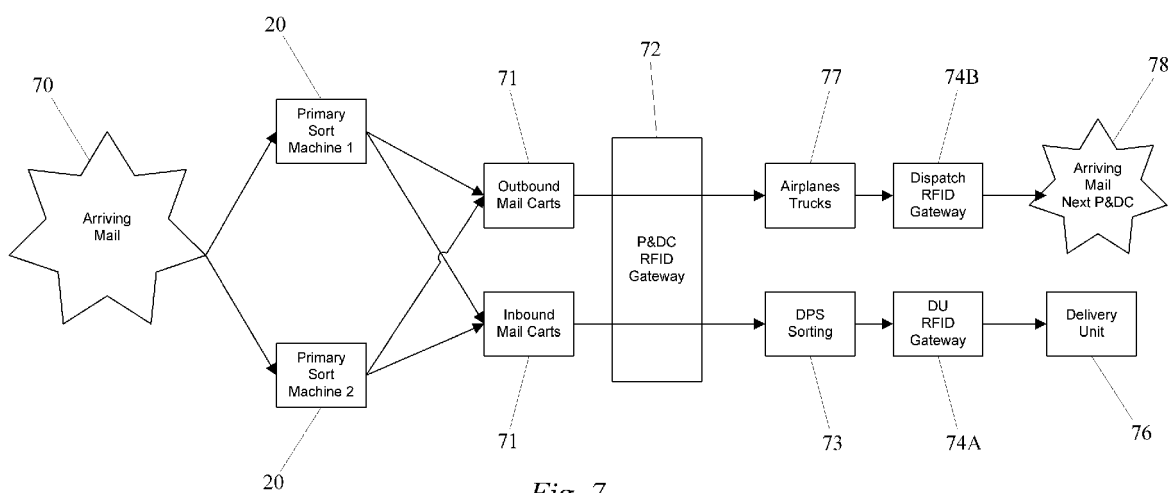 20
70
Arriving
Mail
Primary
Sort
Machine 1
71
Outbound
Mail Carts
72
P&DC
RFID
Gateway
77
Airplanes
Trucks
74B
Dispatch
RFID
Gateway
78
Arriving
Mail
Next P&DC
Primary
Sort
Machine 2
20
Inbound
Mail Carts
71
DPS
Sorting
73
DU
RFID
Gateway
74A
Delivery
Unit
76
Fig. 7